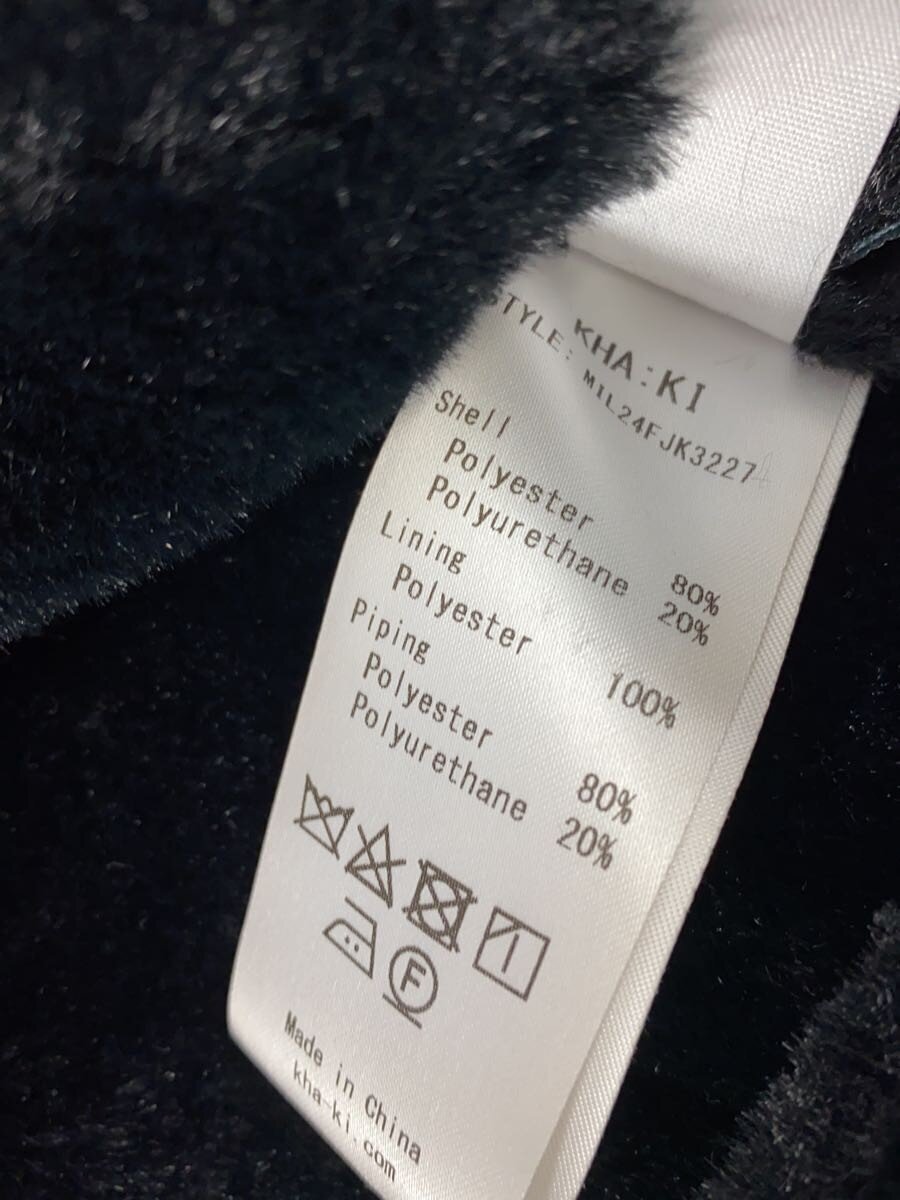 KHA:KI
STYLE: MIL24FJK3227
Shell
Polyester 80%
Polyurethane 20%
Lining
Polyester 100%
Piping
Polyester 80%
Polyurethane 20%
F
Made in China
kha-ki.com